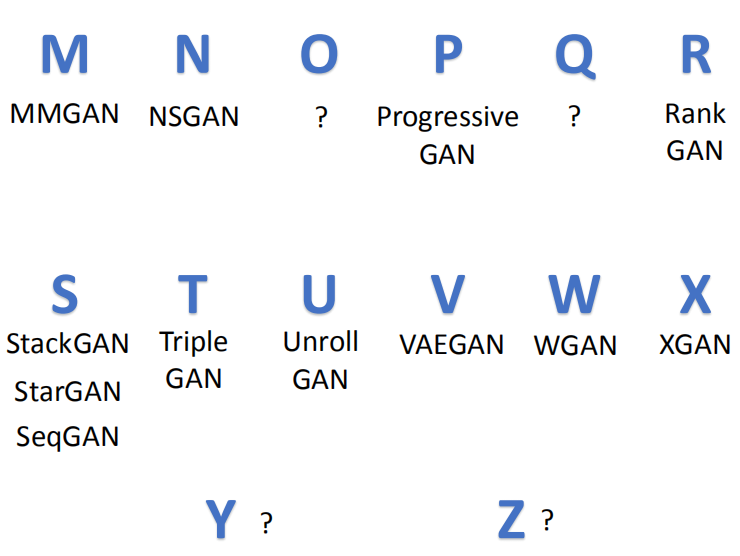 M N O P Q R
MMGAN NSGAN ? Progressive ? Rank
GAN GAN
S T U V W X
StackGAN Triple Unroll VAEGAN WGAN XGAN
GAN GAN
StarGAN
SeqGAN
Y ? Z ?